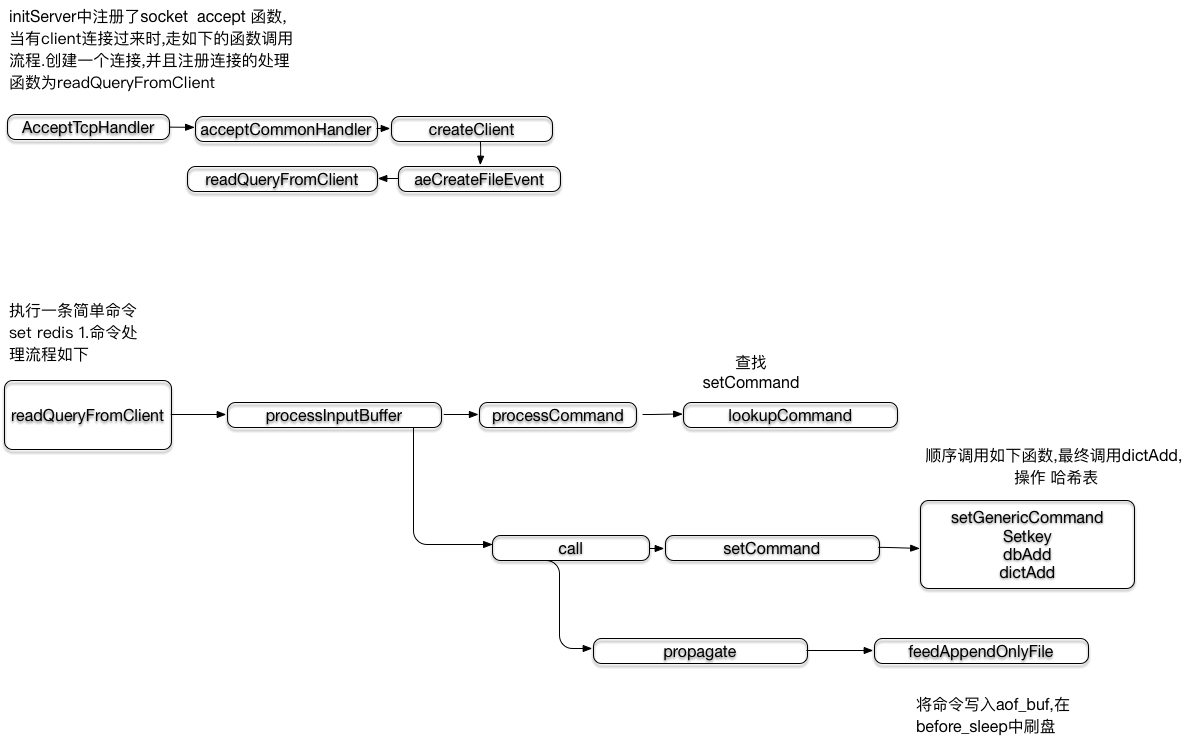 initServer中注册了socket  accept 函数,
当有client连接过来时,走如下的函数调用
流程.创建一个连接,并且注册连接的处理
函数为readQueryFromClient
AcceptTcpHandler
acceptCommonHandler
createClient
readQueryFromClient
aeCreateFileEvent
执行一条简单命令
set redis 1.命令处
理流程如下
查找
setCommand
readQueryFromClient
processInputBuffer
processCommand
lookupCommand
顺序调用如下函数,最终调用dictAdd,
操作 哈希表
setGenericCommand
Setkey
dbAdd
dictAdd
call
setCommand
propagate
feedAppendOnlyFile
将命令写入aof_buf,在
before_sleep中刷盘